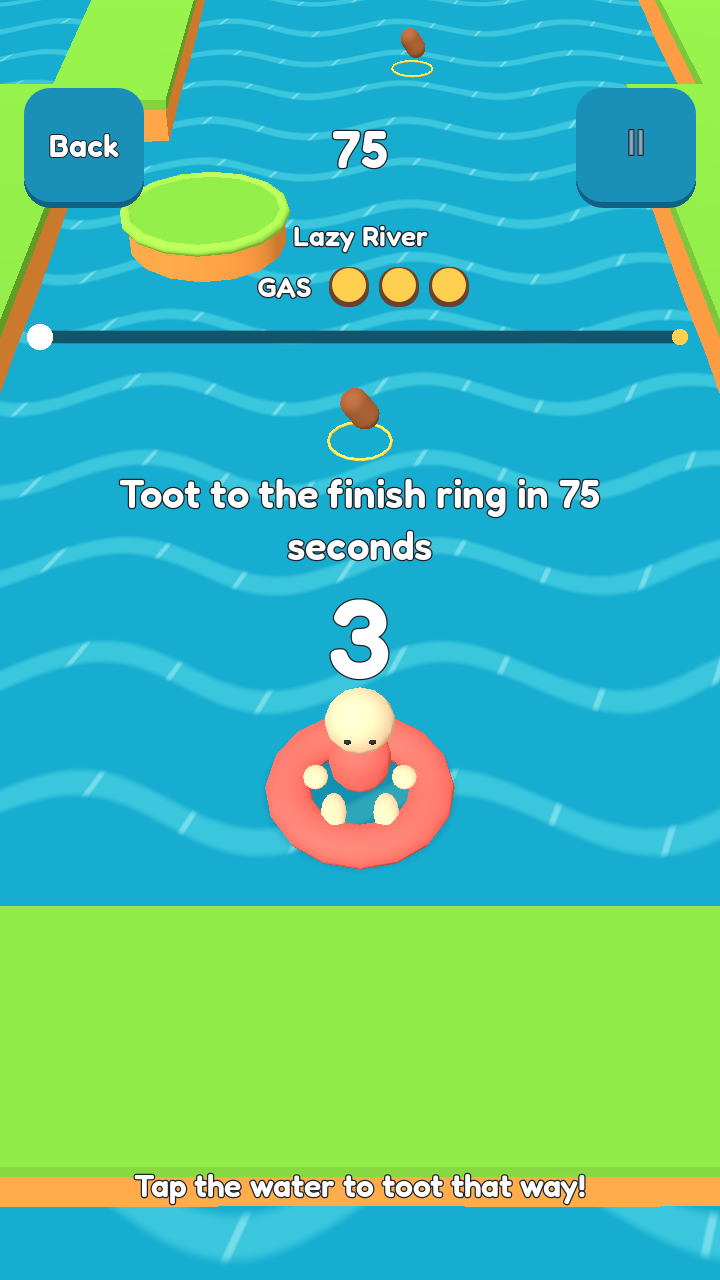 Back
75
Lazy River
GAS
Toot to the finish ring in 75
seconds
3
Tap the water to toot that way!